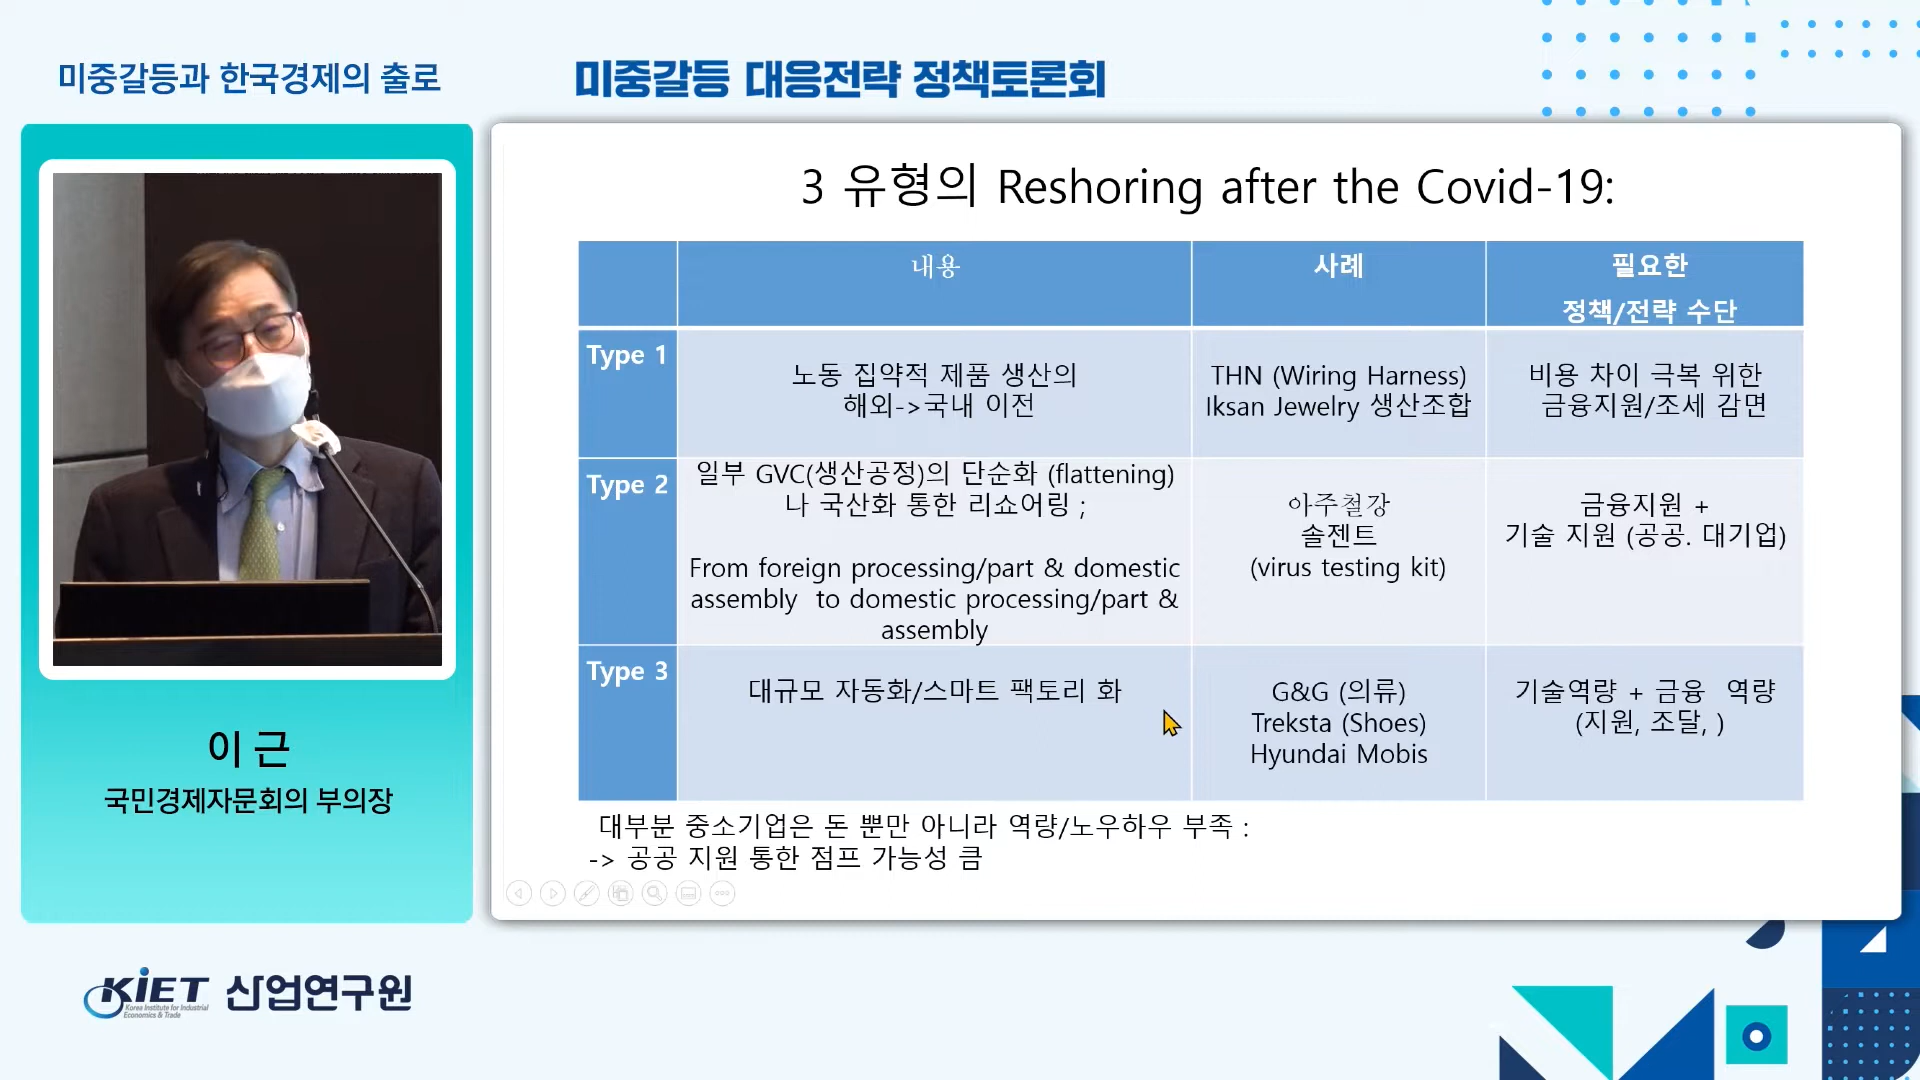 미중갈등과 한국경제의 출로
미중갈등 대응전략 정책토론회
3 유형의 Reshoring after the Covid-19:
내용
사례
필요한
정책/전략 수단
Type 1
노동 집약적 제품 생산의
해외->국내 이전
THN (Wiring Harness)
Iksan Jewelry 생산조합
비용 차이 극복 위한
금융지원/조세 감면
Type 2
일부 GVC(생산공정)의 단순화 (flattening)
나 국산화 통한 리쇼어링 ;
From foreign processing/part & domestic
assembly to domestic processing/part &
assembly
아주철강
솔젠트
(virus testing kit)
금융지원 +
기술 지원 (공공. 대기업)
Type 3
대규모 자동화/스마트 팩토리 화
G&G (의류)
Treksta (Shoes)
Hyundai Mobis
기술역량 + 금융 역량
(지원, 조달, )
대부분 중소기업은 돈 뿐만 아니라 역량/노우하우 부족 :
-> 공공 지원 통한 점프 가능성 큼
이 근
국민경제자문회의 부의장
KIET 산업연구원
Korea Institute for Industrial
Economics & Trade